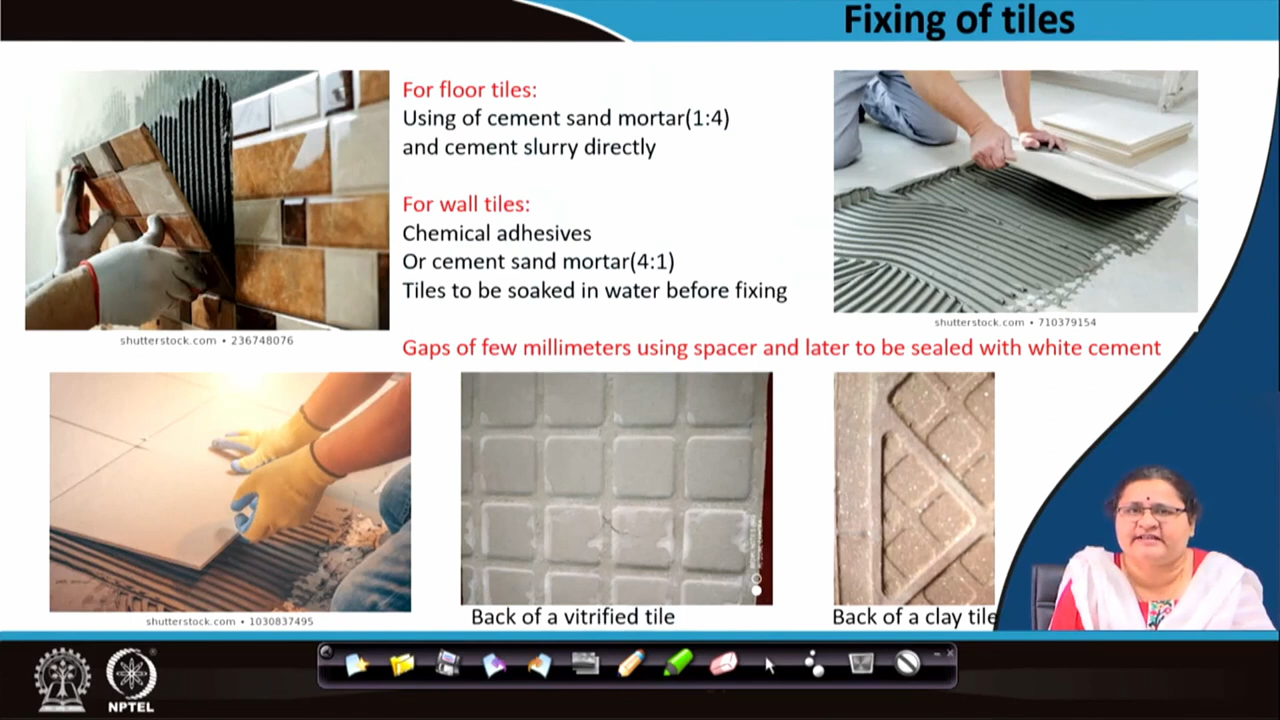 Fixing of tiles
For floor tiles:
Using of cement sand mortar(1:4)
and cement slurry directly
For wall tiles:
Chemical adhesives
Or cement sand mortar(4:1)
Tiles to be soaked in water before fixing
shutterstock.com • 236748076
shutterstock.com • 710379154
Gaps of few millimeters using spacer and later to be sealed with white cement
shutterstock.com • 1030837495
Back of a vitrified tile
Back of a clay tile
NPTEL